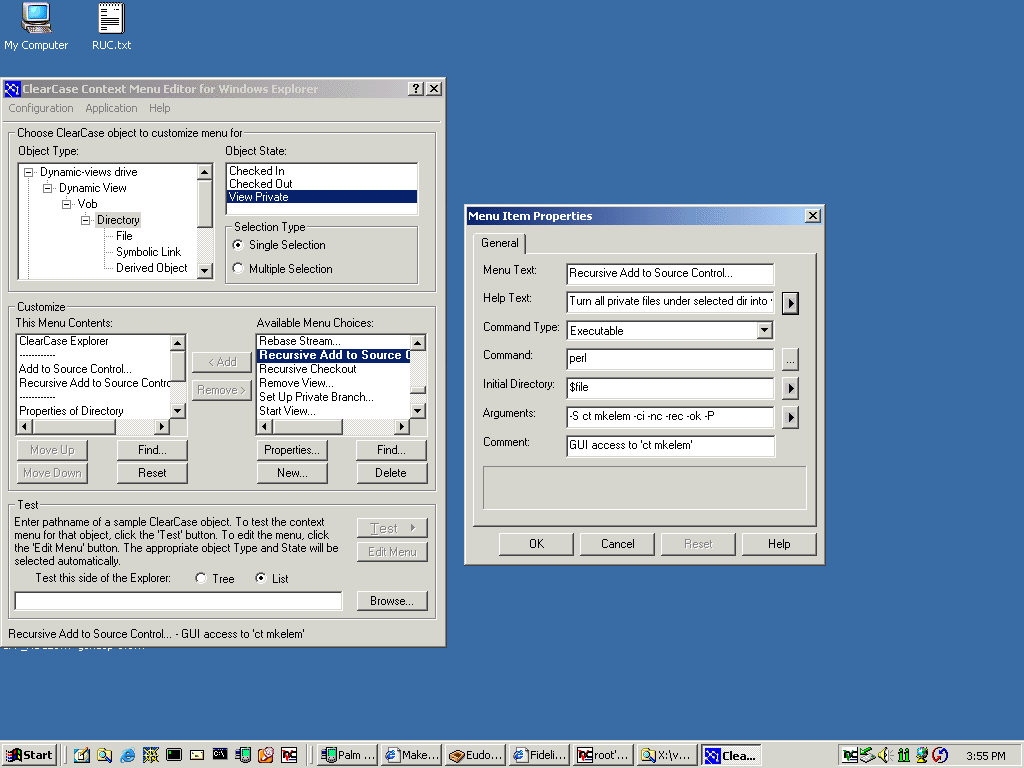 My Computer
RUC.txt
ClearCase Context Menu Editor for Windows Explorer
Configuration Application Help
Choose ClearCase object to customize menu for
Object Type:
Object State:
Dynamic-views drive
Dynamic View
Vob
Directory
File
Symbolic Link
Derived Object
Checked In
Checked Out
View Private
Selection Type
Single Selection
Multiple Selection
Customize
This Menu Contents:
Available Menu Choices:
ClearCase Explorer
------------
Add to Source Control...
Recursive Add to Source Contro
------------
Properties of Directory
< Add
Remove >
Rebase Stream...
Recursive Add to Source C
Recursive Checkout
Remove View...
Set Up Private Branch...
Start View...
Move Up
Find...
Properties...
Find...
Move Down
Reset
New...
Delete
Test
Enter pathname of a sample ClearCase object. To test the context
menu for that object, click the 'Test' button. To edit the menu, click
the 'Edit Menu' button. The appropriate object Type and State will be
selected automatically.
Test
Edit Menu
Test this side of the Explorer:
Tree
List
Browse...
Recursive Add to Source Control... - GUI access to 'ct mkelem'
Menu Item Properties
General
Menu Text:
Recursive Add to Source Control...
Help Text:
Turn all private files under selected dir into
Command Type:
Executable
Command:
perl
...
Initial Directory:
$file
Arguments:
-S ct mkelem -ci -nc -rec -ok -P
Comment:
GUI access to 'ct mkelem'
OK
Cancel
Reset
Help
Start
Palm ...
Make...
Eudo...
Fideli...
root'...
X:\v...
Clea...
3:55 PM